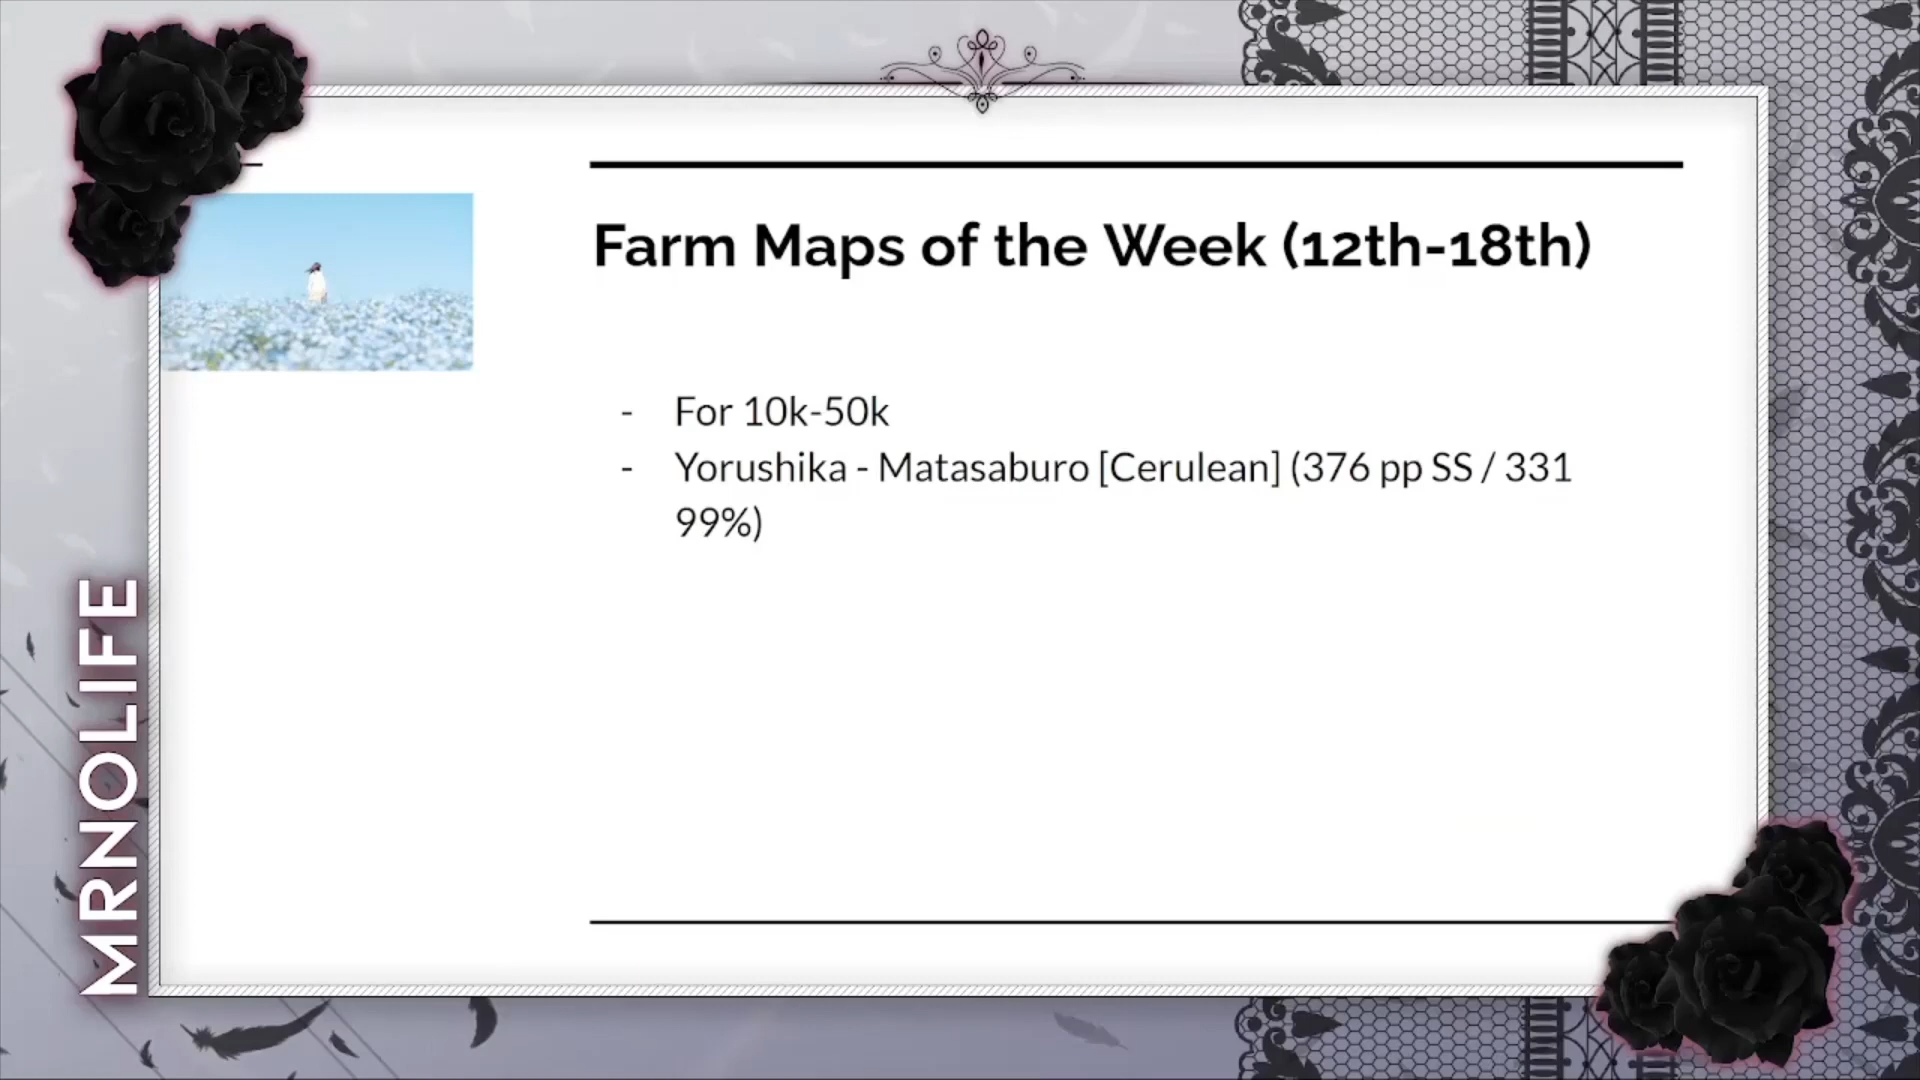 Farm Maps of the Week (12th-18th)
- For 10k-50k
- Yorushika - Matasaburo [Cerulean] (376 pp SS / 331
99%)
MRNOLIFE